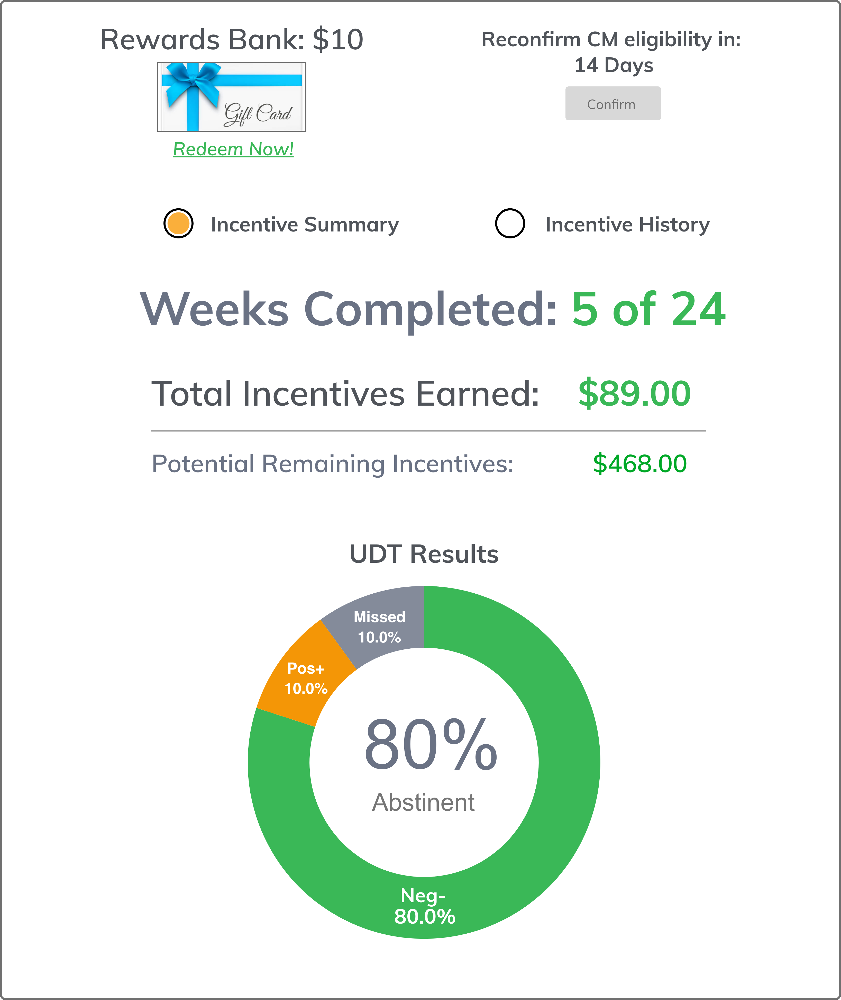 Rewards Bank: $10
Reconfirm CM eligibility in:
14 Days
Confirm
Gift Card
Redeem Now!
Incentive Summary
Incentive History
Weeks Completed: 5 of 24
Total Incentives Earned: $89.00
Potential Remaining Incentives: $468.00
UDT Results
Missed
10.0%
Pos+
10.0%
80%
Abstinent
Neg-
80.0%